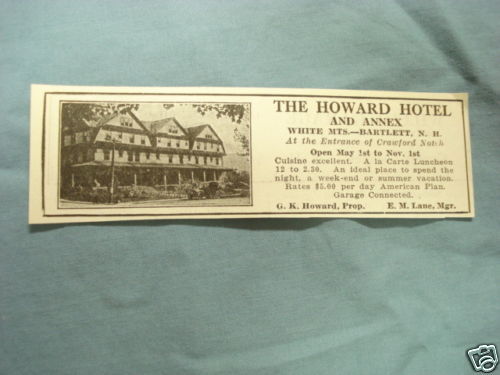 THE HOWARD HOTEL
AND ANNEX
WHITE MTS.—BARTLETT, N. H.
At the Entrance of Crawford Notch
Open May 1st to Nov. 1st
Cuisine excellent. A la Carte Luncheon
12 to 2.30. An ideal place to spend the
night, a week-end or summer vacation.
Rates $5.00 per day American Plan.
Garage Connected.
G. K. Howard, Prop. E. M. Lane, Mgr.